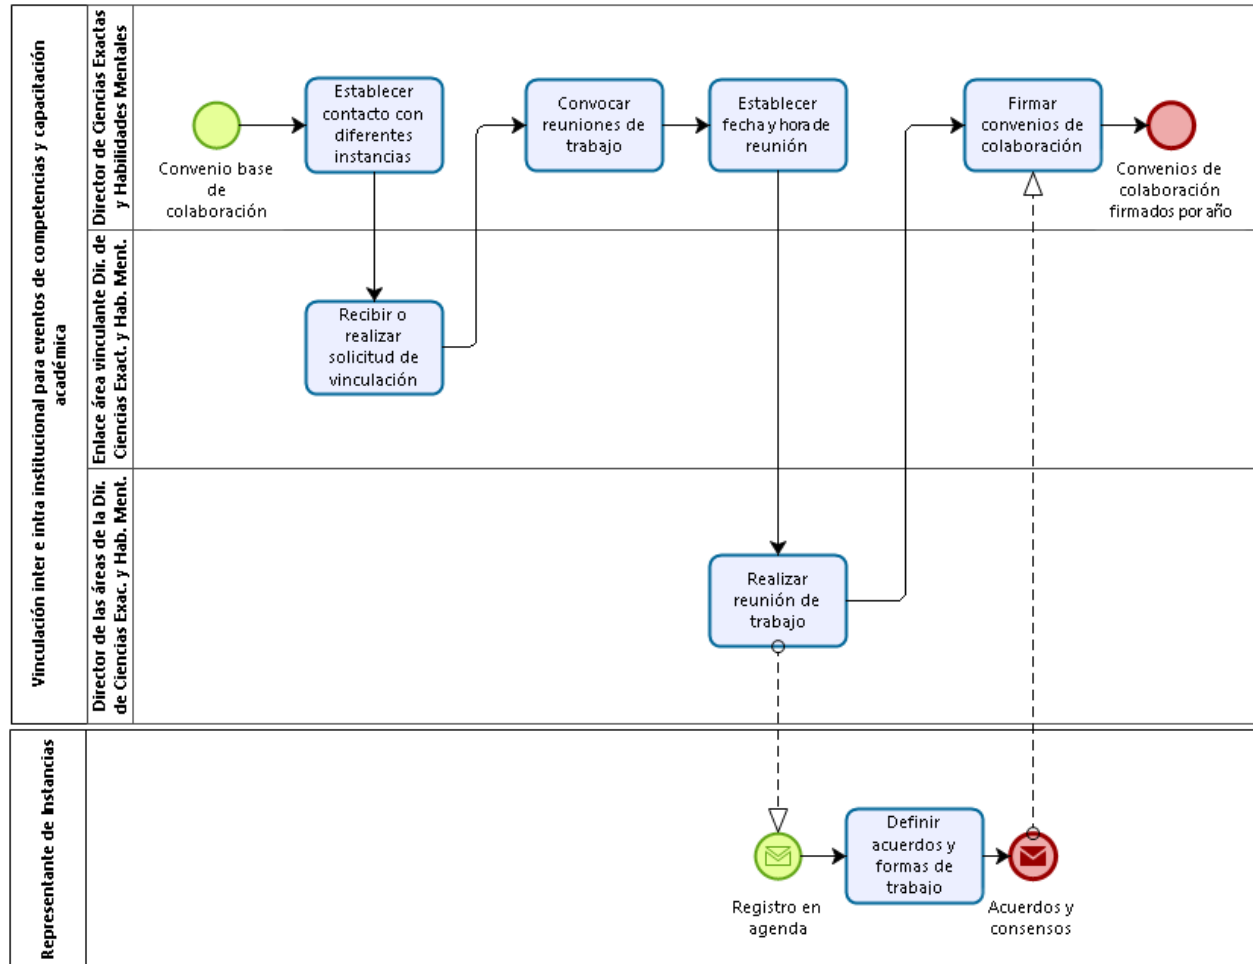 Vinculación inter e intra institucional para eventos de competencias y capacitación
académica
Director de Ciencias Exactas
y Habilidades Mentales
Convenio base
de
colaboración
Establecer
contacto con
diferentes
instancias
Convocar
reuniones de
trabajo
Establecer
fecha y hora de
reunión
Firmar
convenios de
colaboración
Convenios de
colaboración
firmados por año
Enlace área vinculante Dir. de
Ciencias Exact. y Hab. Ment.
Recibir o
realizar
solicitud de
vinculación
Director de las áreas de la Dir.
de Ciencias Exac. y Hab. Ment.
Realizar
reunión de
trabajo
Representante de Instancias
Registro en
agenda
Definir
acuerdos y
formas de
trabajo
Acuerdos y
consensos